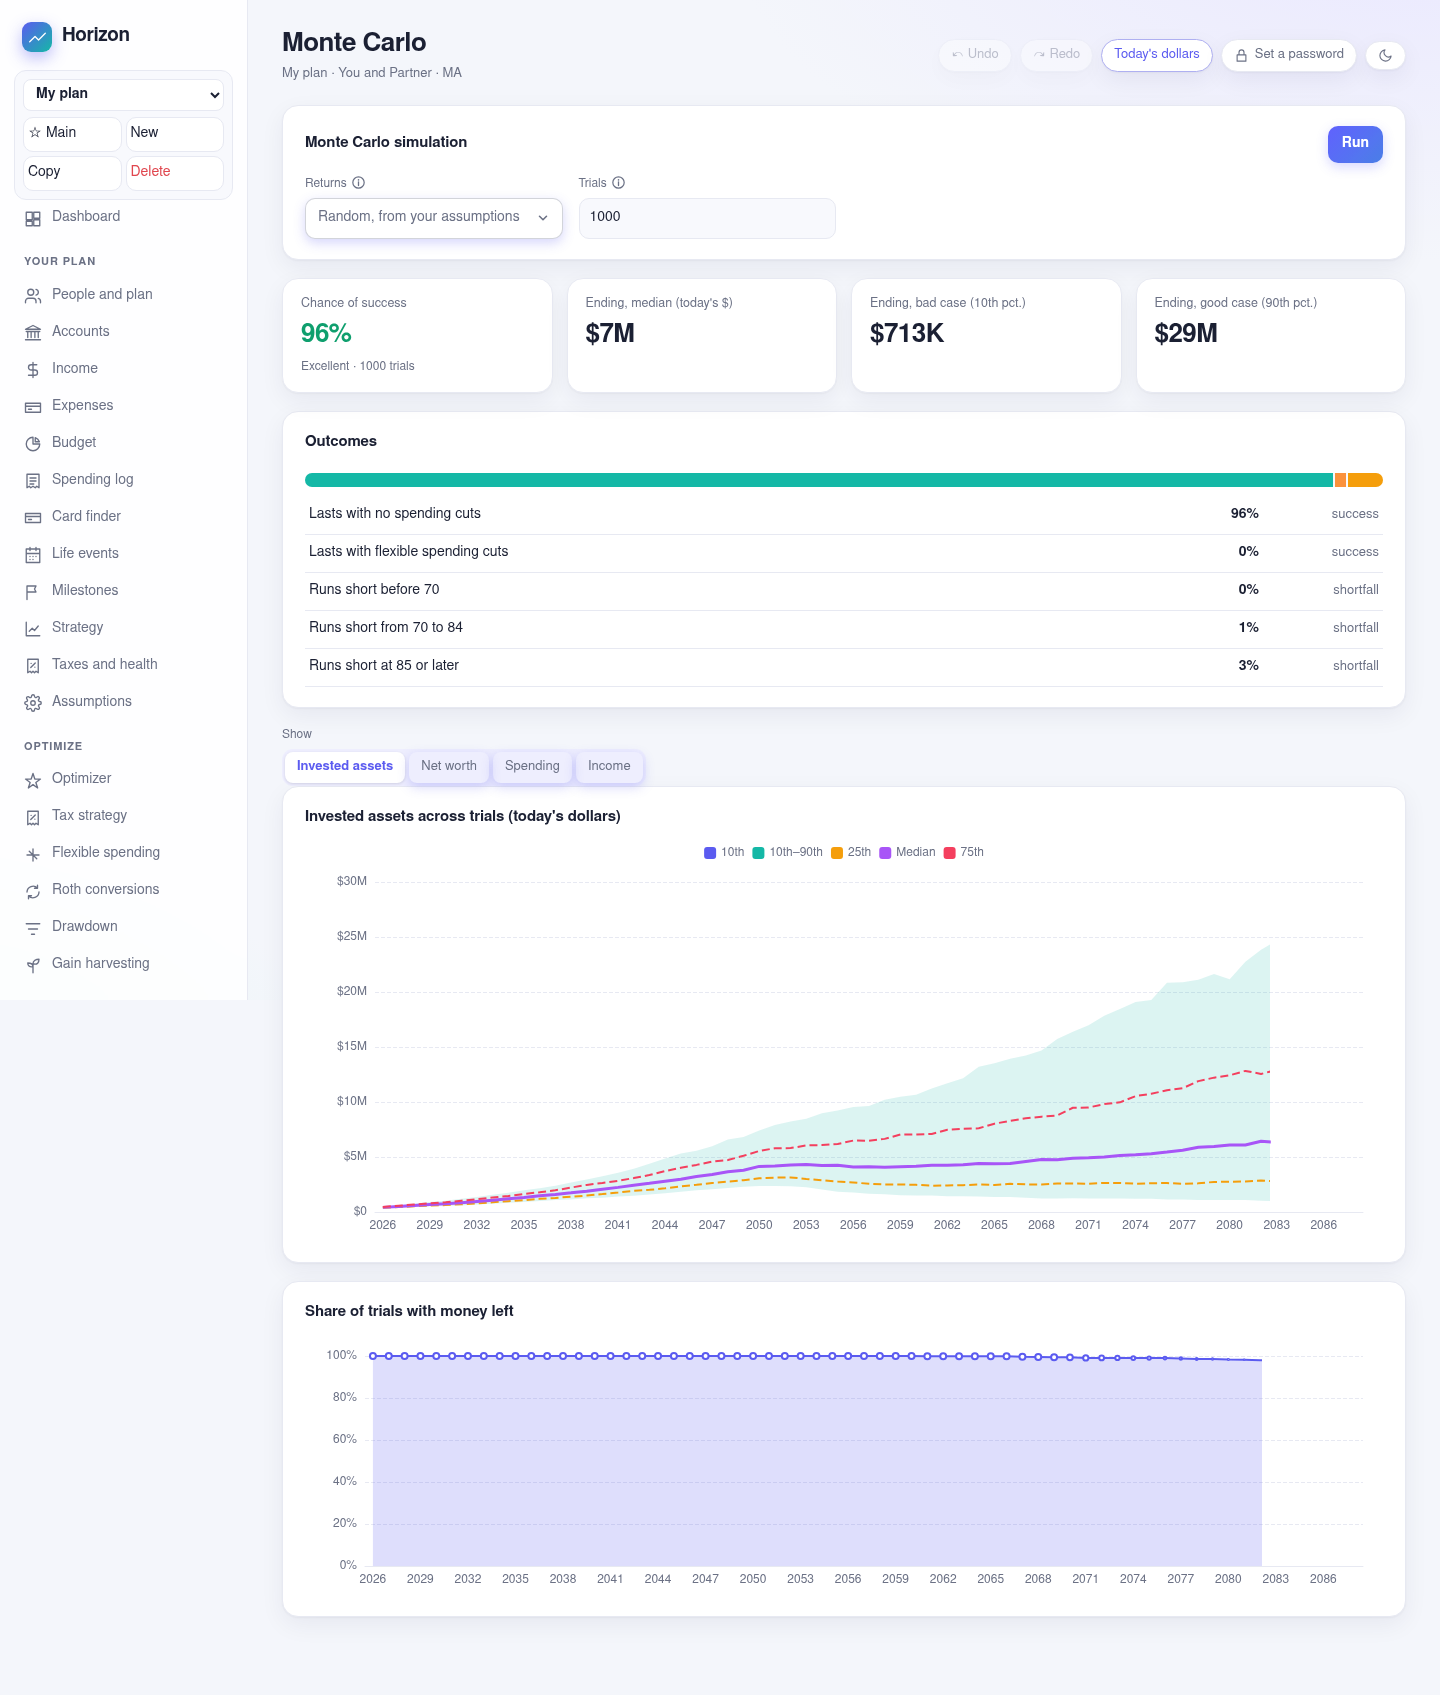 Horizon
My plan
☆ Main
New
Copy
Delete
Dashboard
YOUR PLAN
People and plan
Accounts
Income
Expenses
Budget
Spending log
Card finder
Life events
Milestones
Strategy
Taxes and health
Assumptions
OPTIMIZE
Optimizer
Tax strategy
Flexible spending
Roth conversions
Drawdown
Gain harvesting
Monte Carlo
My plan · You and Partner · MA
Undo
Redo
Today's dollars
Set a password
Monte Carlo simulation
Run
Returns
Trials
Random, from your assumptions
1000
Chance of success
96%
Excellent · 1000 trials
Ending, median (today's $)
$7M
Ending, bad case (10th pct.)
$713K
Ending, good case (90th pct.)
$29M
Outcomes
Lasts with no spending cuts 96% success
Lasts with flexible spending cuts 0% success
Runs short before 70 0% shortfall
Runs short from 70 to 84 1% shortfall
Runs short at 85 or later 3% shortfall
Show
Invested assets
Net worth
Spending
Income
Invested assets across trials (today's dollars)
10th 10th–90th 25th Median 75th
$30M
$25M
$20M
$15M
$10M
$5M
$0
2026 2029 2032 2035 2038 2041 2044 2047 2050 2053 2056 2059 2062 2065 2068 2071 2074 2077 2080 2083 2086
Share of trials with money left
100%
80%
60%
40%
20%
0%
2026 2029 2032 2035 2038 2041 2044 2047 2050 2053 2056 2059 2062 2065 2068 2071 2074 2077 2080 2083 2086